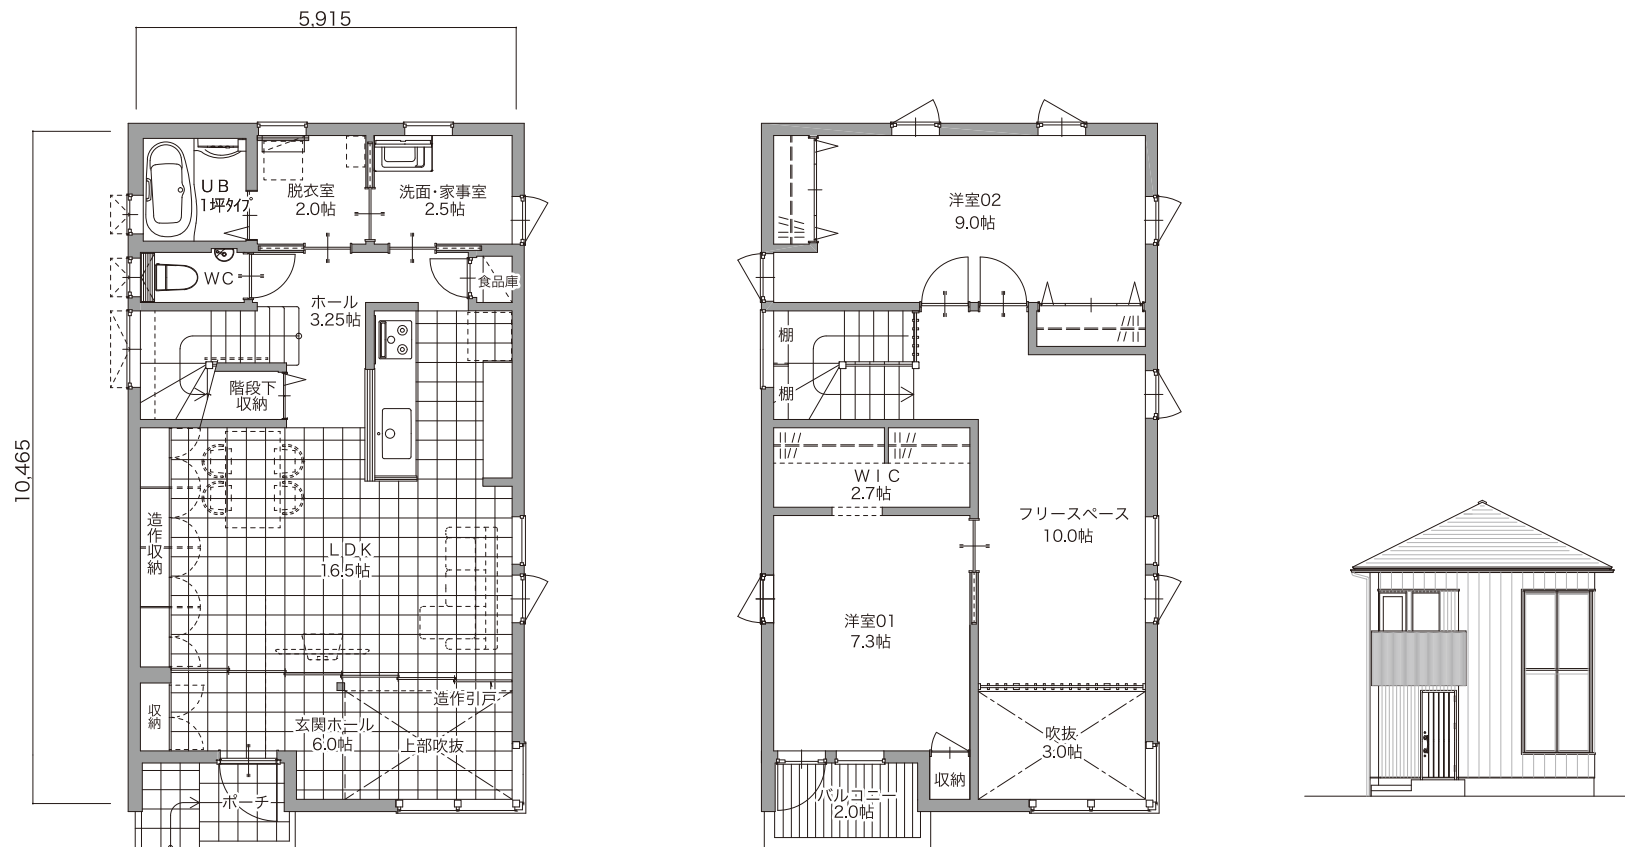 5,915
10,465
UB
1坪タイプ
脱衣室
2.0帖
洗面・家事室
2.5帖
WC
食品庫
ホール
3.25帖
階段下
収納
造作収納
LDK
16.5帖
造作引戸
収納
玄関ホール
6.0帖
上部吹抜
ポーチ
洋室02
9.0帖
棚
棚
WIC
2.7帖
フリースペース
10.0帖
洋室01
7.3帖
吹抜
3.0帖
収納
バルコニー
2.0帖